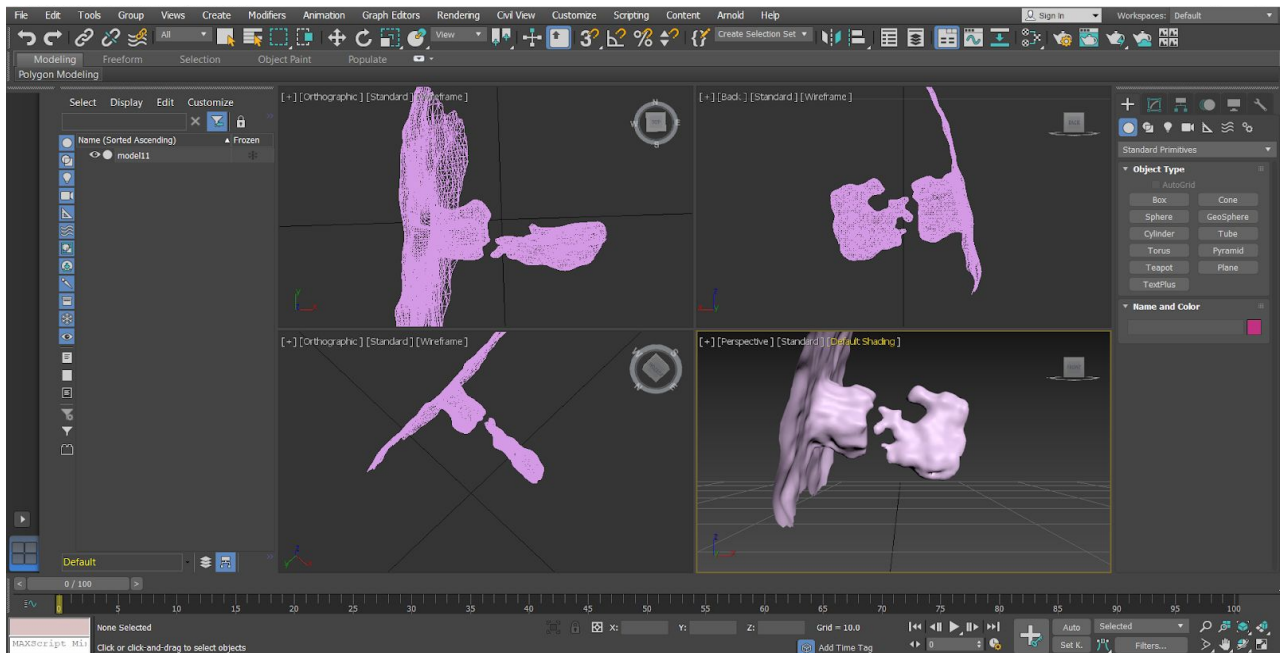 File Edit Tools Group Views Create Modifiers Animation Graph Editors Rendering Civil View Customize Scripting Content Arnold Help Sign In Workspaces: Default
All View Create Selection Set
Modeling Freeform Selection Object Paint Populate
Polygon Modeling
Select Display Edit Customize
Name (Sorted Ascending) Frozen
model11
Default
[+] [Orthographic] [Standard] [Wireframe]
[+] [Back] [Standard] [Wireframe]
[+] [Orthographic] [Standard] [Wireframe]
[+] [Perspective] [Standard] [Default Shading]
Standard Primitives
Object Type
AutoGrid
Box Cone
Sphere GeoSphere
Cylinder Tube
Torus Pyramid
Teapot Plane
TextPlus
Name and Color
0 / 100
0 5 10 15 20 25 30 35 40 45 50 55 60 65 70 75 80 85 90 95 100
None Selected X: Y: Z: Grid = 10.0 Auto Selected
MAXScript Mi Click or click-and-drag to select objects Add Time Tag 0 Set K. Filters...